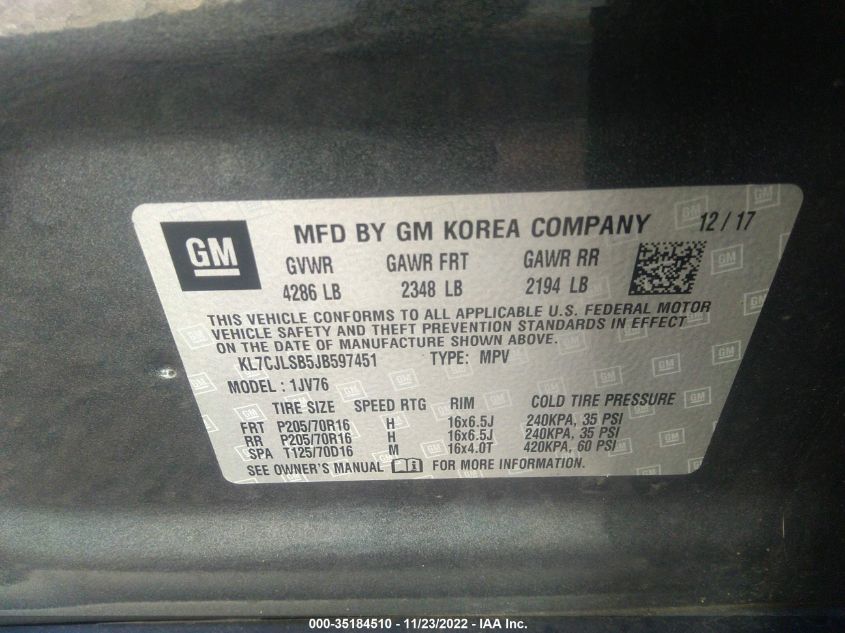 GM
MFD BY GM KOREA COMPANY 12/17
GVWR GAWR FRT GAWR RR
4286 LB 2348 LB 2194 LB
THIS VEHICLE CONFORMS TO ALL APPLICABLE U.S. FEDERAL MOTOR
VEHICLE SAFETY AND THEFT PREVENTION STANDARDS IN EFFECT
ON THE DATE OF MANUFACTURE SHOWN ABOVE.
KL7CJLSB5JB597451 TYPE: MPV
MODEL: 1JV76
TIRE SIZE SPEED RTG RIM COLD TIRE PRESSURE
FRT P205/70R16 H 16x6.5J 240KPA, 35 PSI
RR P205/70R16 H 16x6.5J 240KPA, 35 PSI
SPA T125/70D16 M 16x4.0T 420KPA, 60 PSI
SEE OWNER'S MANUAL FOR MORE INFORMATION.
000-35184510 - 11/23/2022 - IAA, Inc.